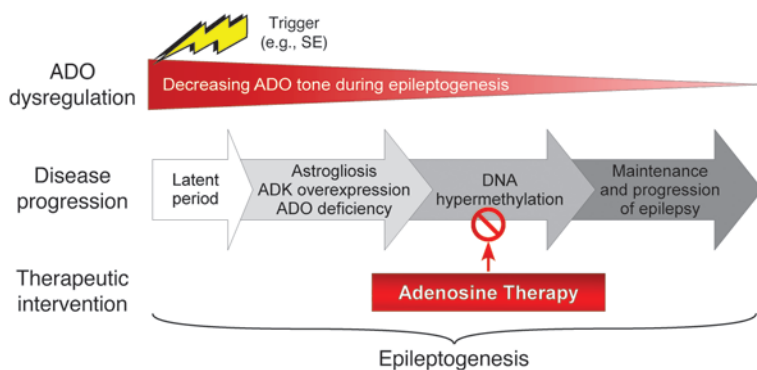 Trigger
(e.g., SE)
ADO
dysregulation
Decreasing ADO tone during epileptogenesis
Disease
progression
Latent
period
Astrogliosis
ADK overexpression
ADO deficiency
DNA
hypermethylation
Maintenance
and progression
of epilepsy
Therapeutic
intervention
Adenosine Therapy
Epileptogenesis